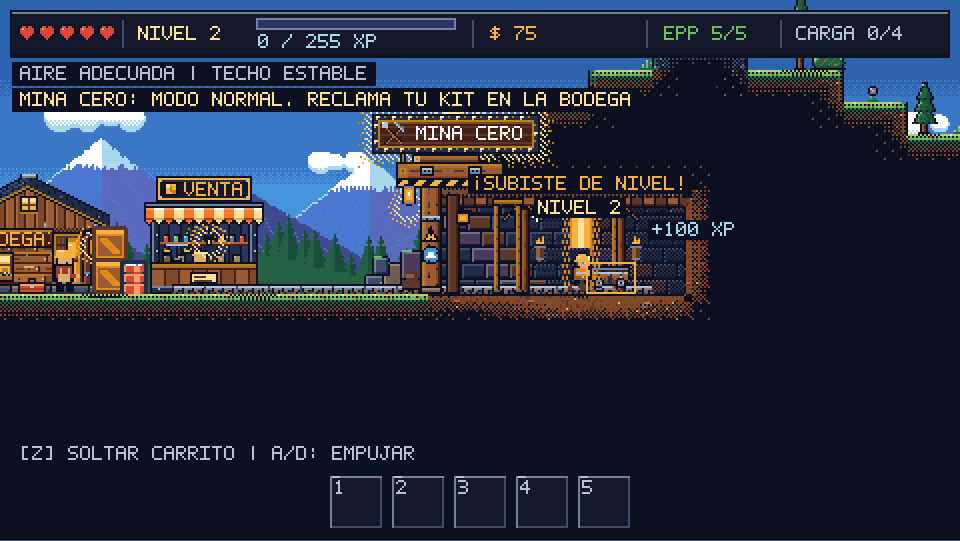 NIVEL 2
0 / 255 XP
$ 75
EPP 5/5
CARGA 0/4
AIRE ADECUADA | TECHO ESTABLE
MINA CERO: MODO NORMAL. RECLAMA TU KIT EN LA BODEGA
MINA CERO
VENTA
¡SUBISTE DE NIVEL!
NIVEL 2
+100 XP
DEGA
[Z] SOLTAR CARRITO | A/D: EMPUJAR
1 2 3 4 5